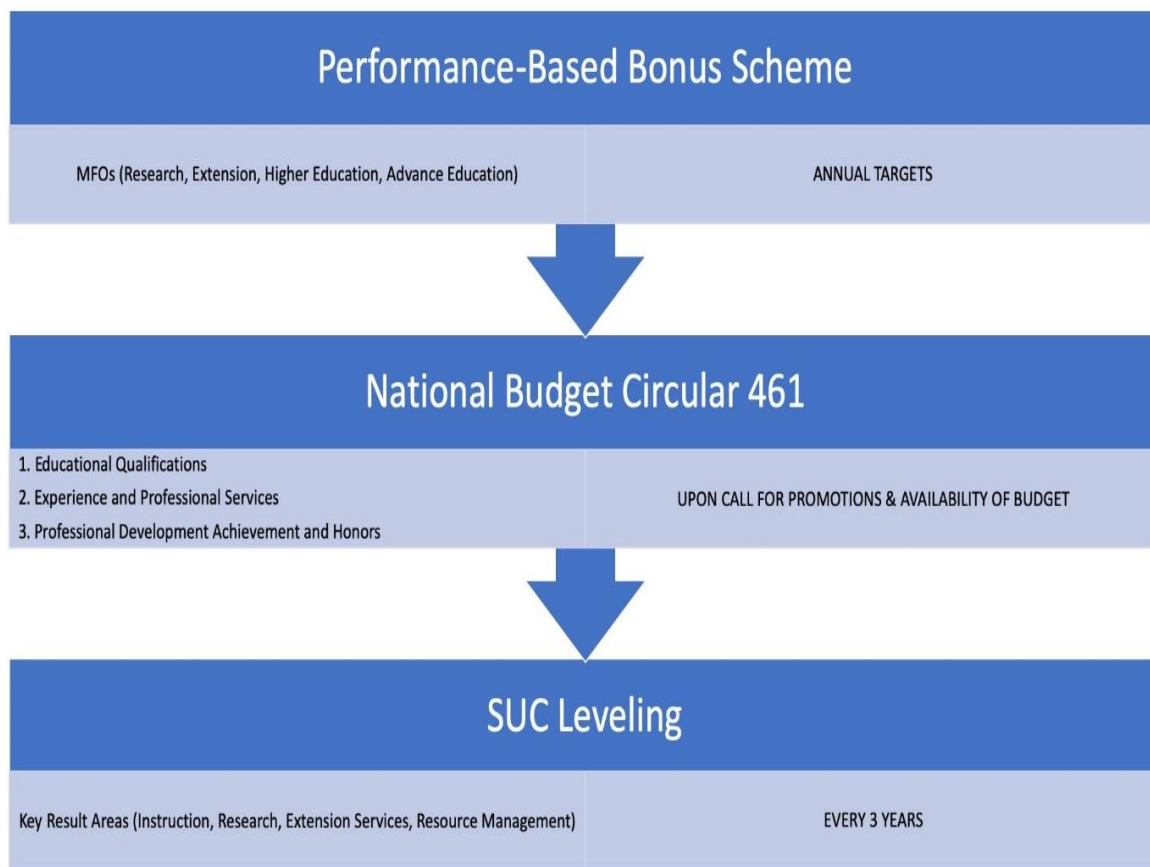 Performance-Based Bonus Scheme
MFOs (Research, Extension, Higher Education, Advance Education)
ANNUAL TARGETS
National Budget Circular 461
1. Educational Qualifications
2. Experience and Professional Services
3. Professional Development Achievement and Honors
UPON CALL FOR PROMOTIONS & AVAILABILITY OF BUDGET
SUC Leveling
Key Result Areas (Instruction, Research, Extension Services, Resource Management)
EVERY 3 YEARS